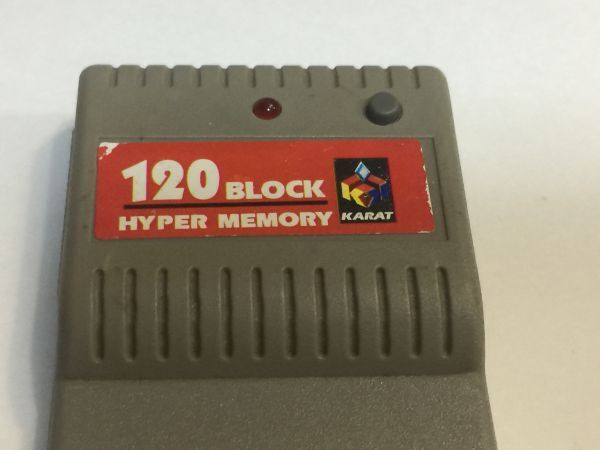 120 BLOCK
HYPER MEMORY
KARAT